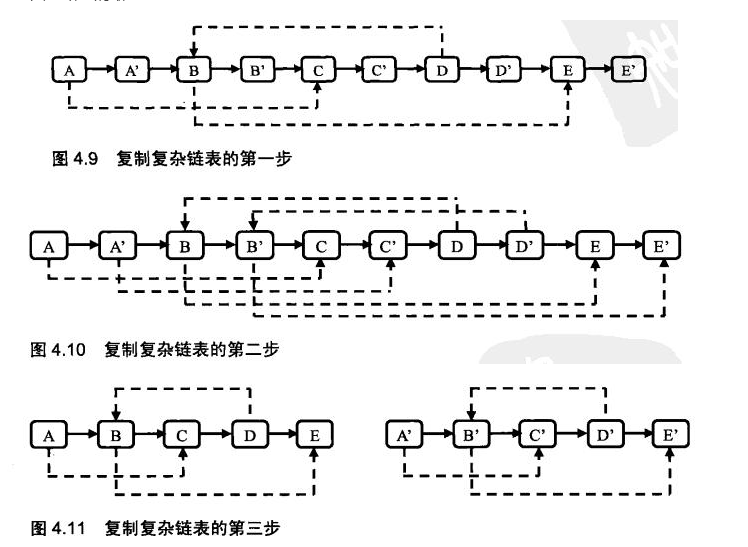 A A' B B' C C' D D' E E'
图 4.9 复制复杂链表的第一步
A A' B B' C C' D D' E E'
图 4.10 复制复杂链表的第二步
A B C D E A' B' C' D' E'
图 4.11 复制复杂链表的第三步